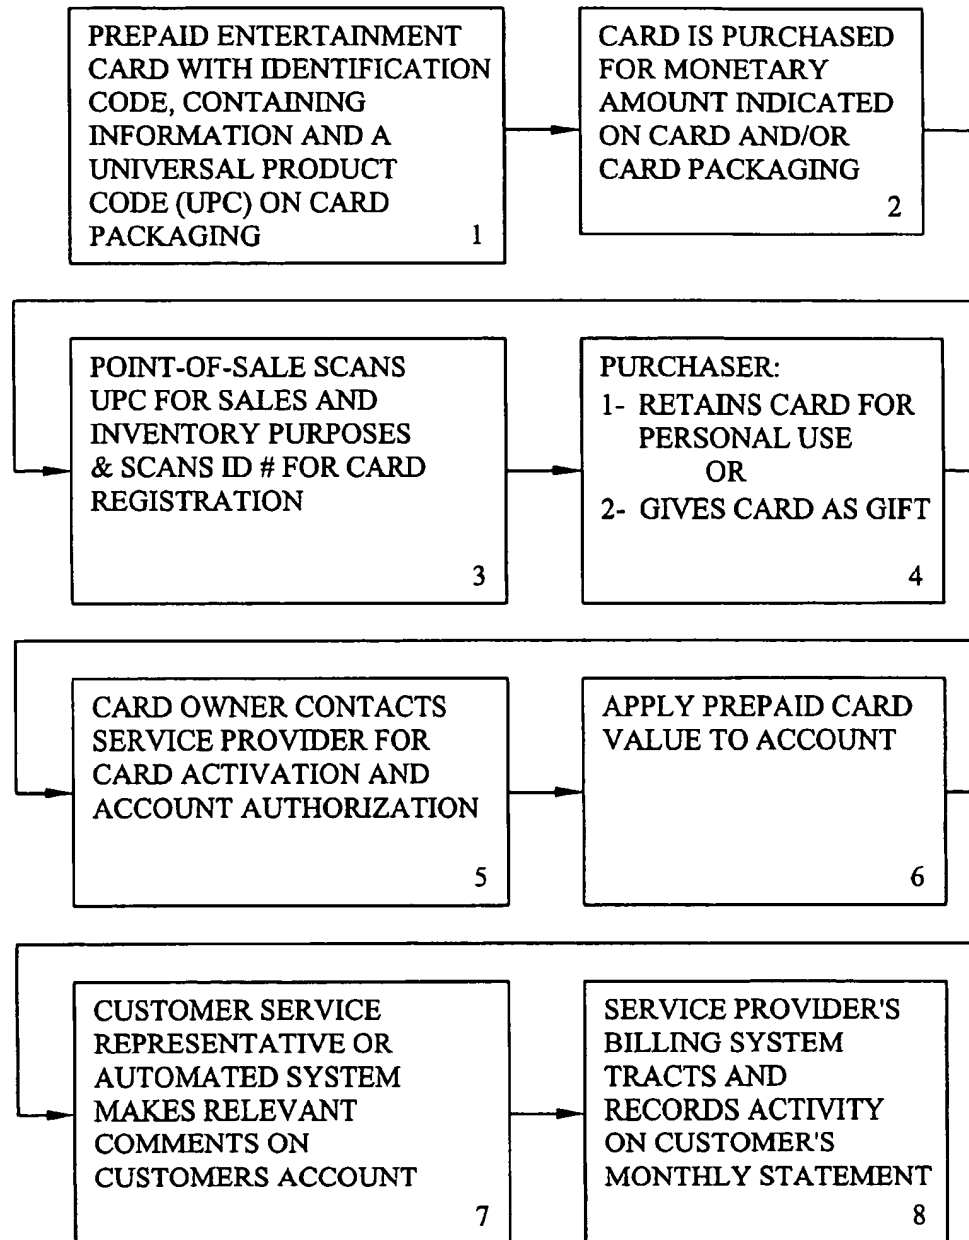 PREPAID ENTERTAINMENT
CARD WITH IDENTIFICATION
CODE, CONTAINING
INFORMATION AND A
UNIVERSAL PRODUCT
CODE (UPC) ON CARD
PACKAGING
1
CARD IS PURCHASED
FOR MONETARY
AMOUNT INDICATED
ON CARD AND/OR
CARD PACKAGING
2
POINT-OF-SALE SCANS
UPC FOR SALES AND
INVENTORY PURPOSES
& SCANS ID # FOR CARD
REGISTRATION
3
PURCHASER:
1- RETAINS CARD FOR
PERSONAL USE
OR
2- GIVES CARD AS GIFT
4
CARD OWNER CONTACTS
SERVICE PROVIDER FOR
CARD ACTIVATION AND
ACCOUNT AUTHORIZATION
5
APPLY PREPAID CARD
VALUE TO ACCOUNT
6
CUSTOMER SERVICE
REPRESENTATIVE OR
AUTOMATED SYSTEM
MAKES RELEVANT
COMMENTS ON
CUSTOMERS ACCOUNT
7
SERVICE PROVIDER'S
BILLING SYSTEM
TRACTS AND
RECORDS ACTIVITY
ON CUSTOMER'S
MONTHLY STATEMENT
8